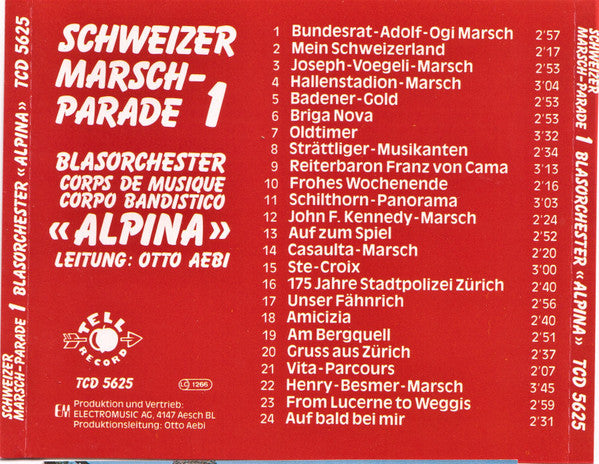 SCHWEIZER
MARSCH-PARADE 1 BLASORCHESTER «ALPINA» TCD 5625
SCHWEIZER
MARSCH-
PARADE 1
BLASORCHESTER
CORPS DE MUSIQUE
CORPO BANDISTICO
«ALPINA»
LEITUNG: OTTO AEBI
TELL
RECORD
TCD 5625
LC 1266
EM
Produktion und Vertrieb:
ELECTROMUSIC AG, 4147 Aesch BL
Produktionsleitung: Otto Aebi
1 Bundesrat-Adolf-Ogi Marsch 2'57
2 Mein Schweizerland 2'17
3 Joseph-Voegeli-Marsch 2'53
4 Hallenstadion-Marsch 3'04
5 Badener-Gold 2'53
6 Briga Nova 2'53
7 Oldtimer 3'32
8 Strättliger-Musikanten 2'34
9 Reiterbaron Franz von Cama 3'13
10 Frohes Wochenende 2'16
11 Schilthorn-Panorama 3'03
12 John F. Kennedy-Marsch 2'24
13 Auf zum Spiel 2'52
14 Casaulta-Marsch 2'20
15 Ste-Croix 3'00
16 175 Jahre Stadtpolizei Zürich 2'40
17 Unser Fähnrich 2'56
18 Amicizia 2'40
19 Am Bergquell 2'51
20 Gruss aus Zürich 2'37
21 Vita-Parcours 2'07
22 Henry-Besmer-Marsch 3'45
23 From Lucerne to Weggis 2'59
24 Auf bald bei mir 2'31
SCHWEIZER
MARSCH-PARADE 1 BLASORCHESTER «ALPINA» TCD 5625